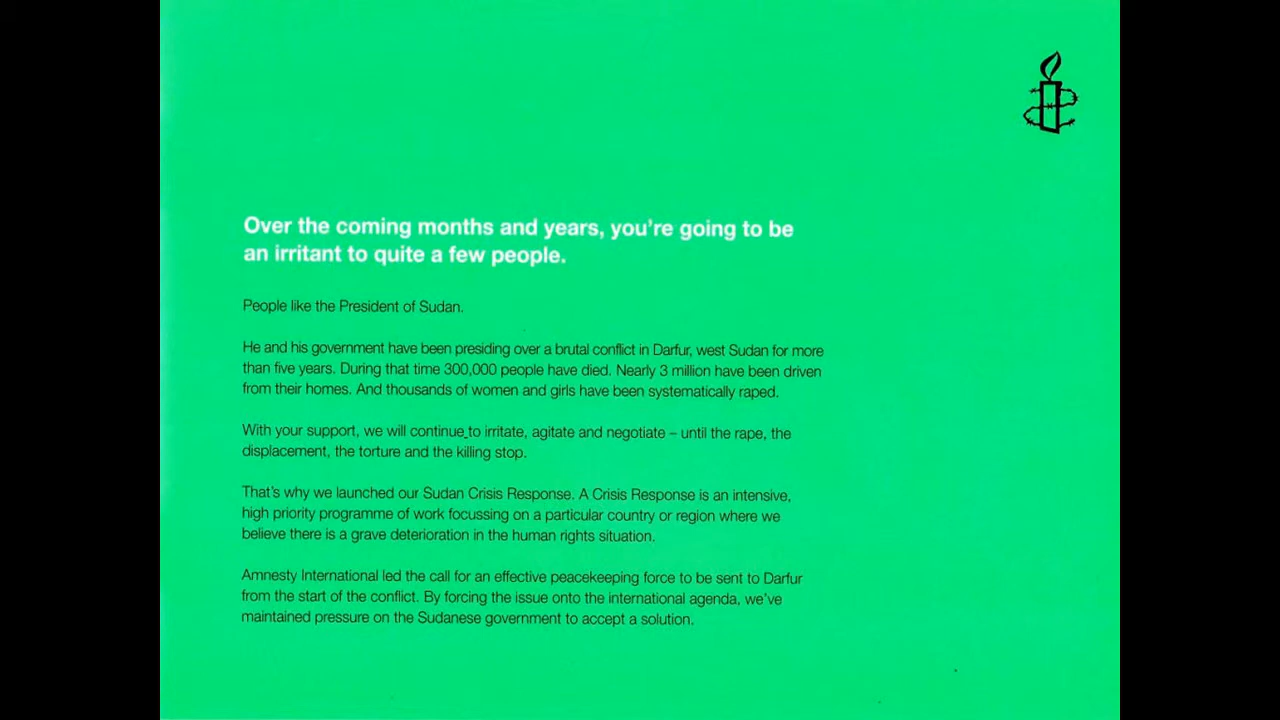 Over the coming months and years, you're going to be
an irritant to quite a few people.
People like the President of Sudan.
He and his government have been presiding over a brutal conflict in Darfur, west Sudan for more
than five years. During that time 300,000 people have died. Nearly 3 million have been driven
from their homes. And thousands of women and girls have been systematically raped.
With your support, we will continue to irritate, agitate and negotiate – until the rape, the
displacement, the torture and the killing stop.
That's why we launched our Sudan Crisis Response. A Crisis Response is an intensive,
high priority programme of work focussing on a particular country or region where we
believe there is a grave deterioration in the human rights situation.
Amnesty International led the call for an effective peacekeeping force to be sent to Darfur
from the start of the conflict. By forcing the issue onto the international agenda, we've
maintained pressure on the Sudanese government to accept a solution.